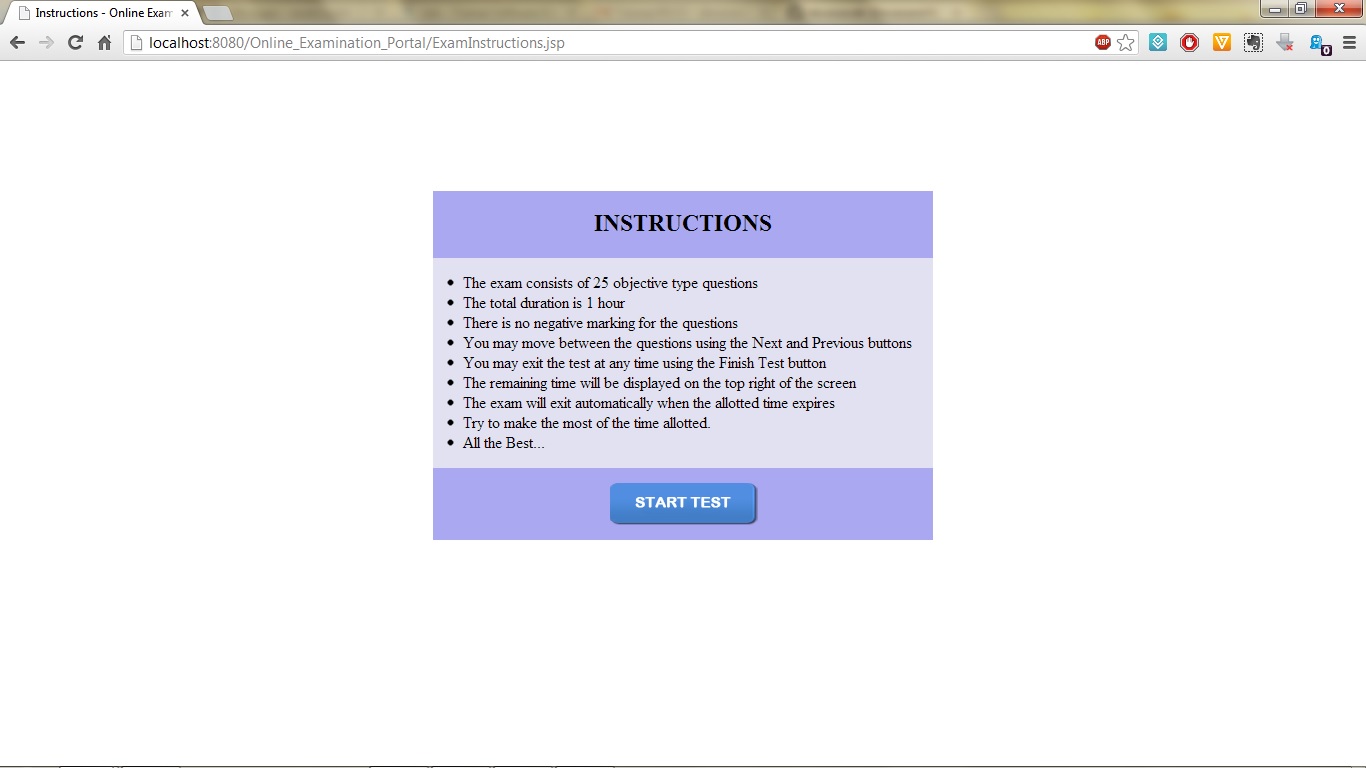 Instructions - Online Exam
localhost:8080/Online_Examination_Portal/ExamInstructions.jsp
ABP
0
INSTRUCTIONS
The exam consists of 25 objective type questions
The total duration is 1 hour
There is no negative marking for the questions
You may move between the questions using the Next and Previous buttons
You may exit the test at any time using the Finish Test button
The remaining time will be displayed on the top right of the screen
The exam will exit automatically when the allotted time expires
Try to make the most of the time allotted.
All the Best...
START TEST